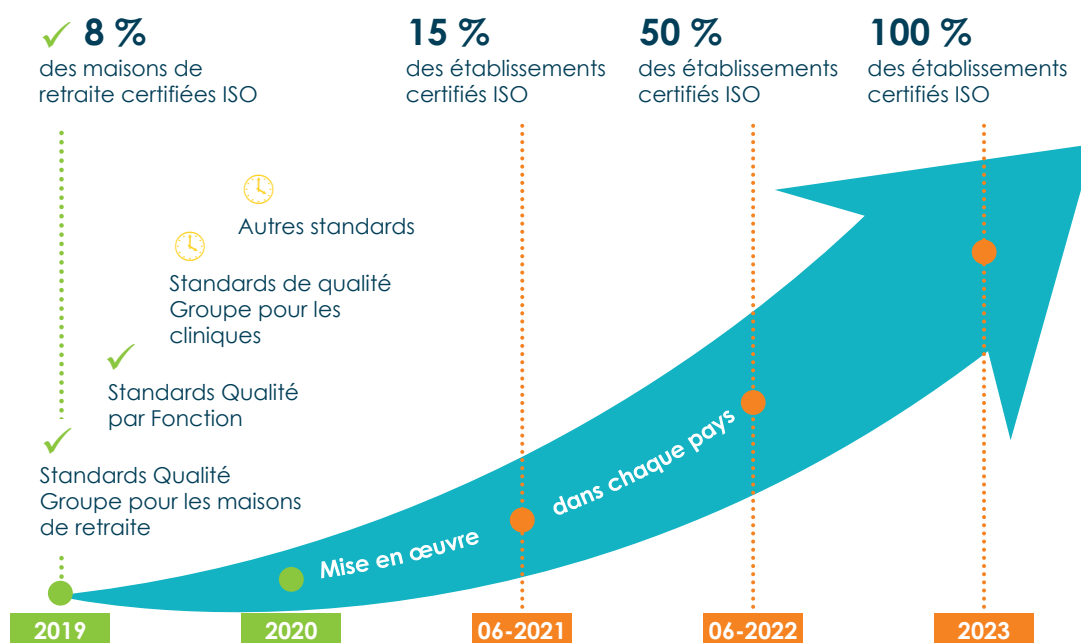 8 %
des maisons de
retraite certifiées ISO
15 %
des établissements
certifiés ISO
50 %
des établissements
certifiés ISO
100 %
des établissements
certifiés ISO
Autres standards
Standards de qualité
Groupe pour les
cliniques
Standards Qualité
par Fonction
Standards Qualité
Groupe pour les maisons
de retraite
Mise en œuvre dans chaque pays
2019
2020
06-2021
06-2022
2023